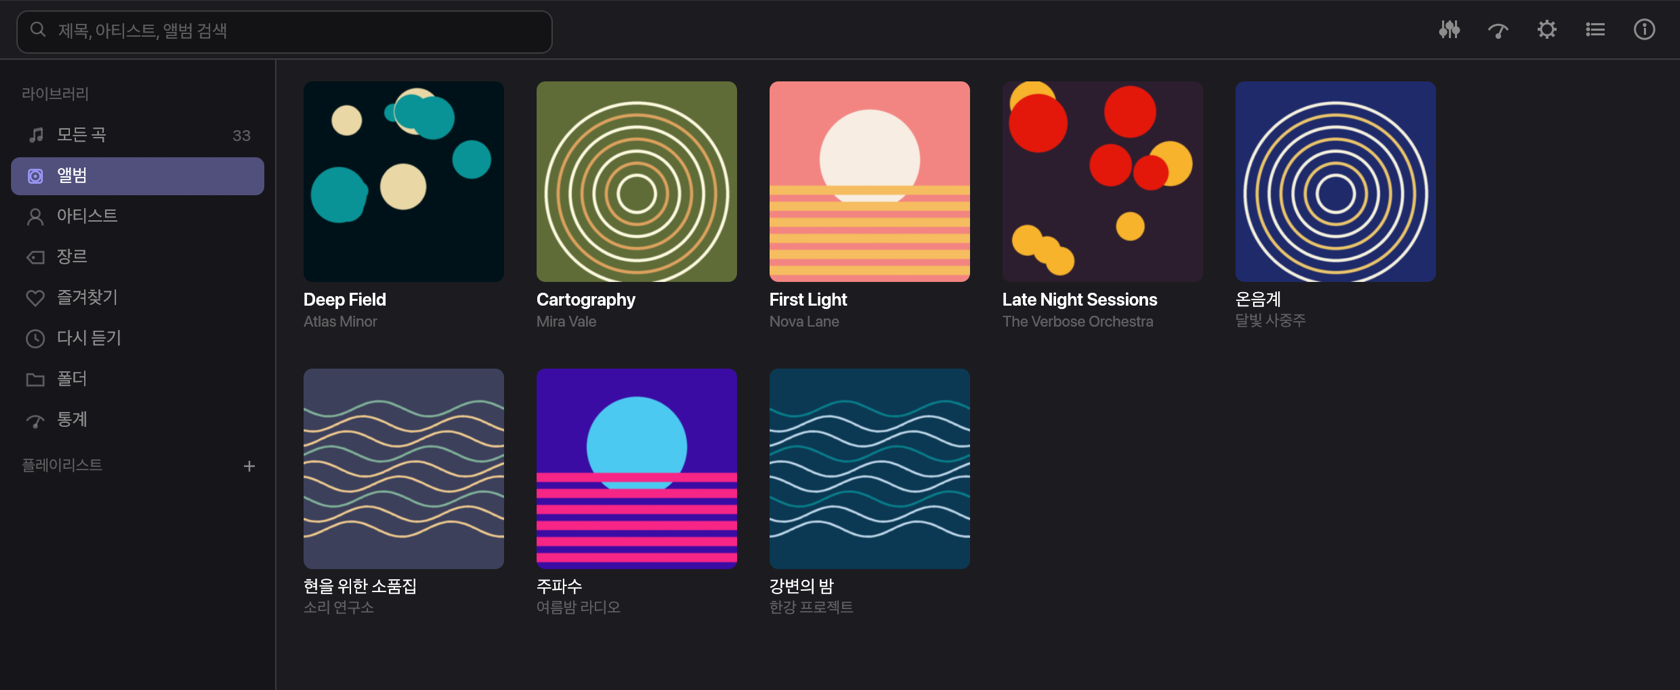 제목, 아티스트, 앨범 검색
라이브러리
모든 곡 33
앨범
아티스트
장르
즐겨찾기
다시 듣기
폴더
통계
플레이리스트 +
Deep Field
Atlas Minor
Cartography
Mira Vale
First Light
Nova Lane
Late Night Sessions
The Verbose Orchestra
온음계
달빛 사중주
현을 위한 소품집
소리 연구소
주파수
여름밤 라디오
강변의 밤
한강 프로젝트